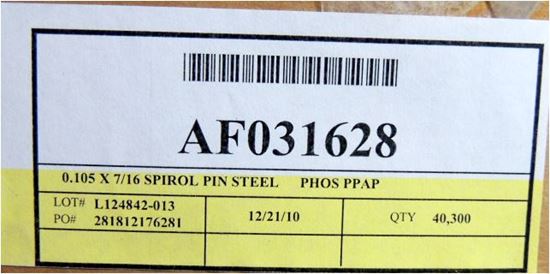 AF031628
0.105 X 7/16 SPIROL PIN STEEL PHOS PPAP
LOT# L124842-013
PO# 281812176281
12/21/10
QTY 40,300